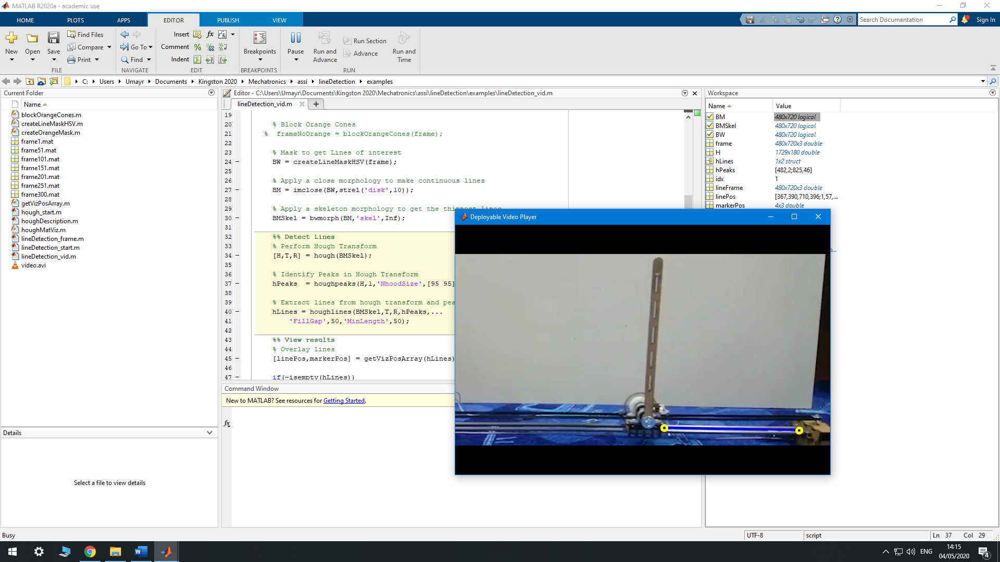 MATLAB R2020a - academic use
HOME PLOTS APPS EDITOR PUBLISH VIEW
Search Documentation
Sign In
New Open Save
Find Files
Compare
Print
FILE
Go To
Find
NAVIGATE
Insert
Comment
Indent
fx
EDIT
Breakpoints
BREAKPOINTS
Pause
Run and Advance
Run Section
Advance
Run and Time
RUN
C: Users Umayr Documents Kingston 2020 Mechatronics assi lineDetection examples
Current Folder
Name
blockOrangeCones.m
createLineMaskHSV.m
createOrangeMask.m
frame1.mat
frame51.mat
frame101.mat
frame151.mat
frame201.mat
frame251.mat
frame300.mat
getVizPosArray.m
hough_start.m
houghDescription.m
houghMatViz.m
lineDetection_frame.m
lineDetection_start.m
lineDetection_vid.m
video.avi
Details
Select a file to view details
Editor - C:\Users\Umayr\Documents\Kingston 2020\Mechatronics\assi\lineDetection\examples\lineDetection_vid.m
lineDetection_vid.m
19
20 % Block Orange Cones
21 % frameNoOrange = blockOrangeCones(frame);
22
23 % Mask to get Lines of interest
24 – BW = createLineMaskHSV(frame);
25
26 % Apply a close morphology to make continuous lines
27 – BM = imclose(BW,strel('disk',10));
28
29 % Apply a skeleton morphology to get the thinnest lines
30 – BMSkel = bwmorph(BM,'skel',Inf);
31
32 %% Detect Lines
33 % Perform Hough Transform
34 – [H,T,R] = hough(BMSkel);
35
36 % Identify Peaks in Hough Transform
37 – hPeaks = houghpeaks(H,1,'NhoodSize',[95 95]
38
39 % Extract lines from hough transform and pea
40 – hLines = houghlines(BMSkel,T,R,hPeaks,...
41 'FillGap',50,'MinLength',50);
42
43 %% View results
44 % Overlay lines
45 – [linePos,markerPos] = getVizPosArray(hLines)
46
47 – if(~isempty(hLines))
Command Window
New to MATLAB? See resources for Getting Started.
fx
Deployable Video Player
Workspace
Name Value
BM 480x720 logical
BMSkel 480x720 logical
BW 480x720 logical
frame 480x720x3 double
H 1729x180 double
hLines 1x2 struct
hPeaks [482,2;825,46]
idx 1
lineFrame 480x720x3 double
linePos [367,390,710,396;1,57,...
markerPos 4x3 double
Busy
UTF-8 script Ln 37 Col 29
ENG
14:15
04/05/2020
4